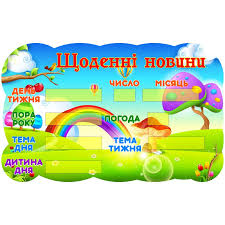 Щоденні новини
ДЕНЬ ТИЖНЯ
ЧИСЛО МІСЯЦЬ
ПОРА РОКУ
ПОГОДА
ТЕМА ДНЯ
ТЕМА ТИЖНЯ
ДИТИНА ДНЯ